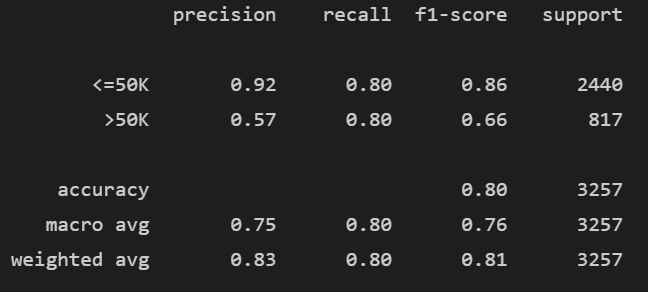 precision recall f1-score support
<=50K 0.92 0.80 0.86 2440
>50K 0.57 0.80 0.66 817
accuracy 0.80 3257
macro avg 0.75 0.80 0.76 3257
weighted avg 0.83 0.80 0.81 3257